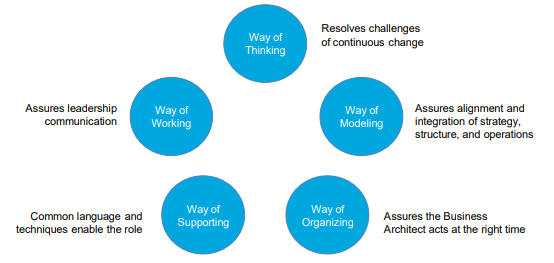 Way of
Thinking
Resolves challenges
of continuous change
Assures leadership
communication
Way of
Working
Way of
Modeling
Assures alignment and
integration of strategy,
structure, and operations
Common language and
techniques enable the role
Way of
Supporting
Way of
Organizing
Assures the Business
Architect acts at the right time